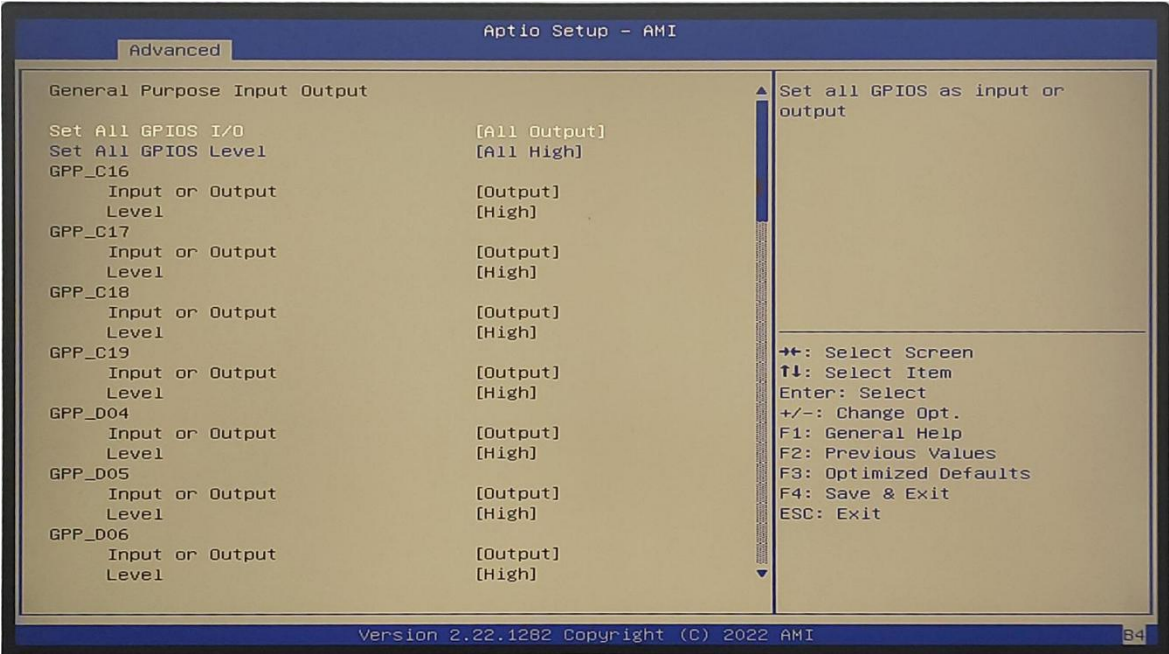 Aptio Setup – AMI
Advanced
General Purpose Input Output
Set All GPIOS I/O [All Output]
Set All GPIOS Level [All High]
GPP_C16
Input or Output [Output]
Level [High]
GPP_C17
Input or Output [Output]
Level [High]
GPP_C18
Input or Output [Output]
Level [High]
GPP_C19
Input or Output [Output]
Level [High]
GPP_D04
Input or Output [Output]
Level [High]
GPP_D05
Input or Output [Output]
Level [High]
GPP_D06
Input or Output [Output]
Level [High]
Set all GPIOS as input or
output
→←: Select Screen
↑↓: Select Item
Enter: Select
+/-: Change Opt.
F1: General Help
F2: Previous Values
F3: Optimized Defaults
F4: Save & Exit
ESC: Exit
Version 2.22.1282 Copyright (C) 2022 AMI
B4